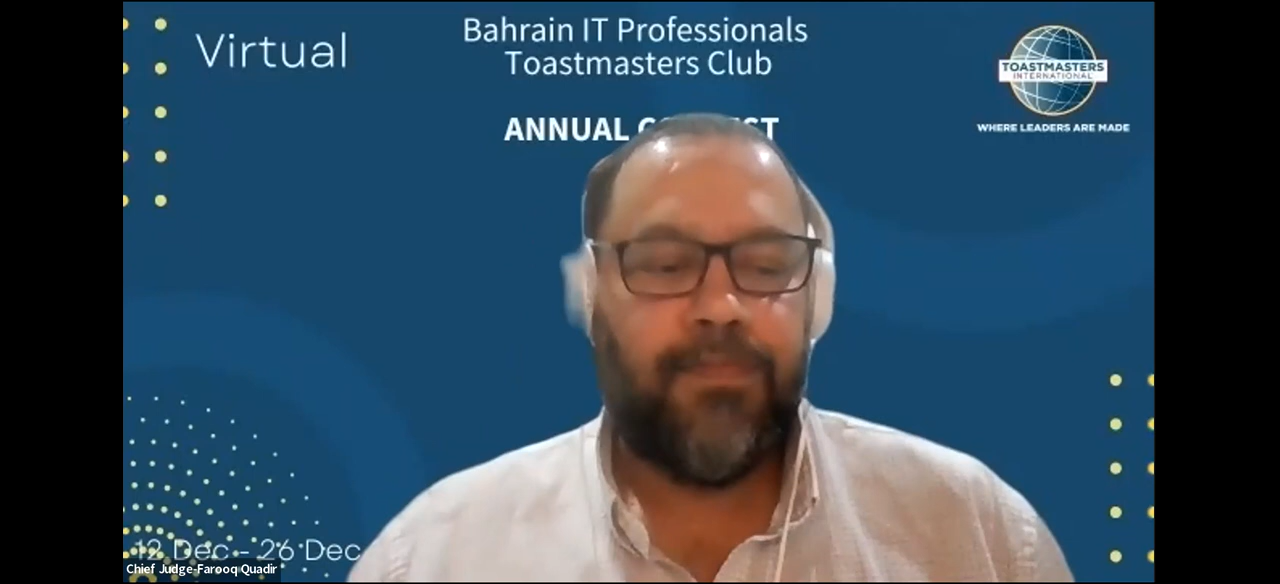 Virtual
Bahrain IT Professionals
Toastmasters Club
ANNUAL
TOASTMASTERS
INTERNATIONAL
WHERE LEADERS ARE MADE
12 Dec - 26 Dec
Chief Judge-Farooq Quadir